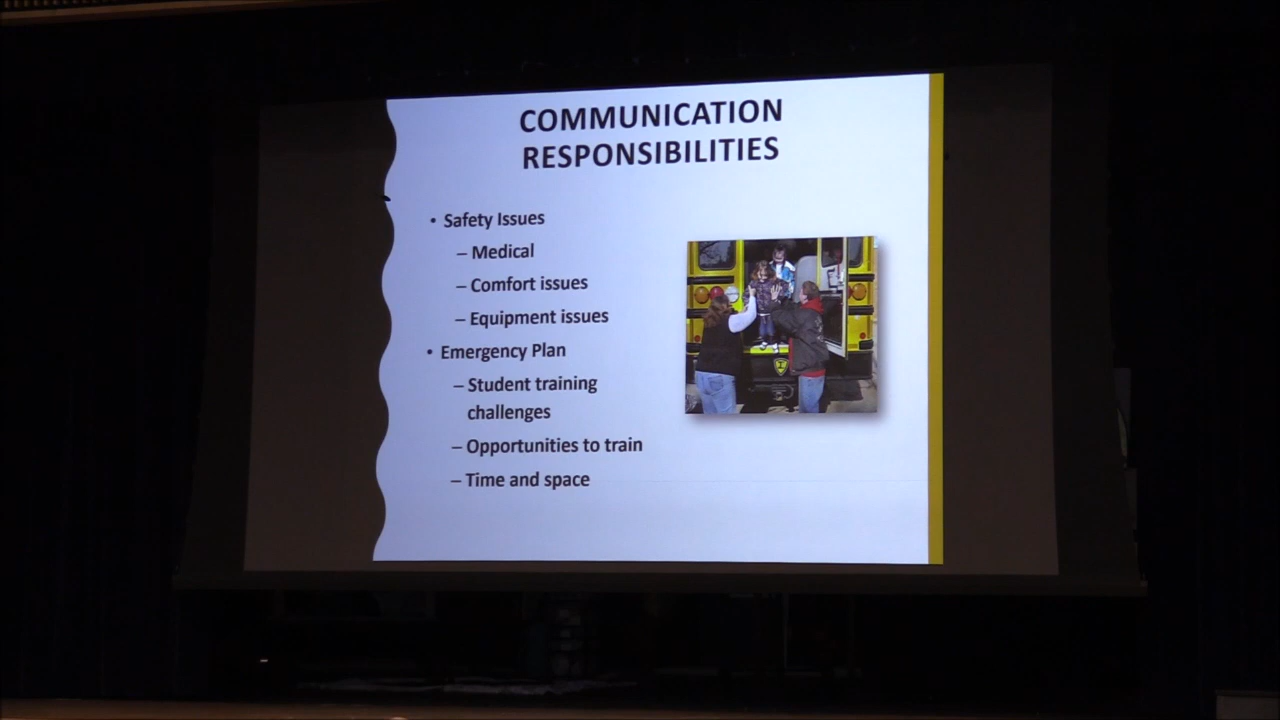 COMMUNICATION
RESPONSIBILITIES
• Safety Issues
– Medical
– Comfort issues
– Equipment issues
• Emergency Plan
– Student training
challenges
– Opportunities to train
– Time and space